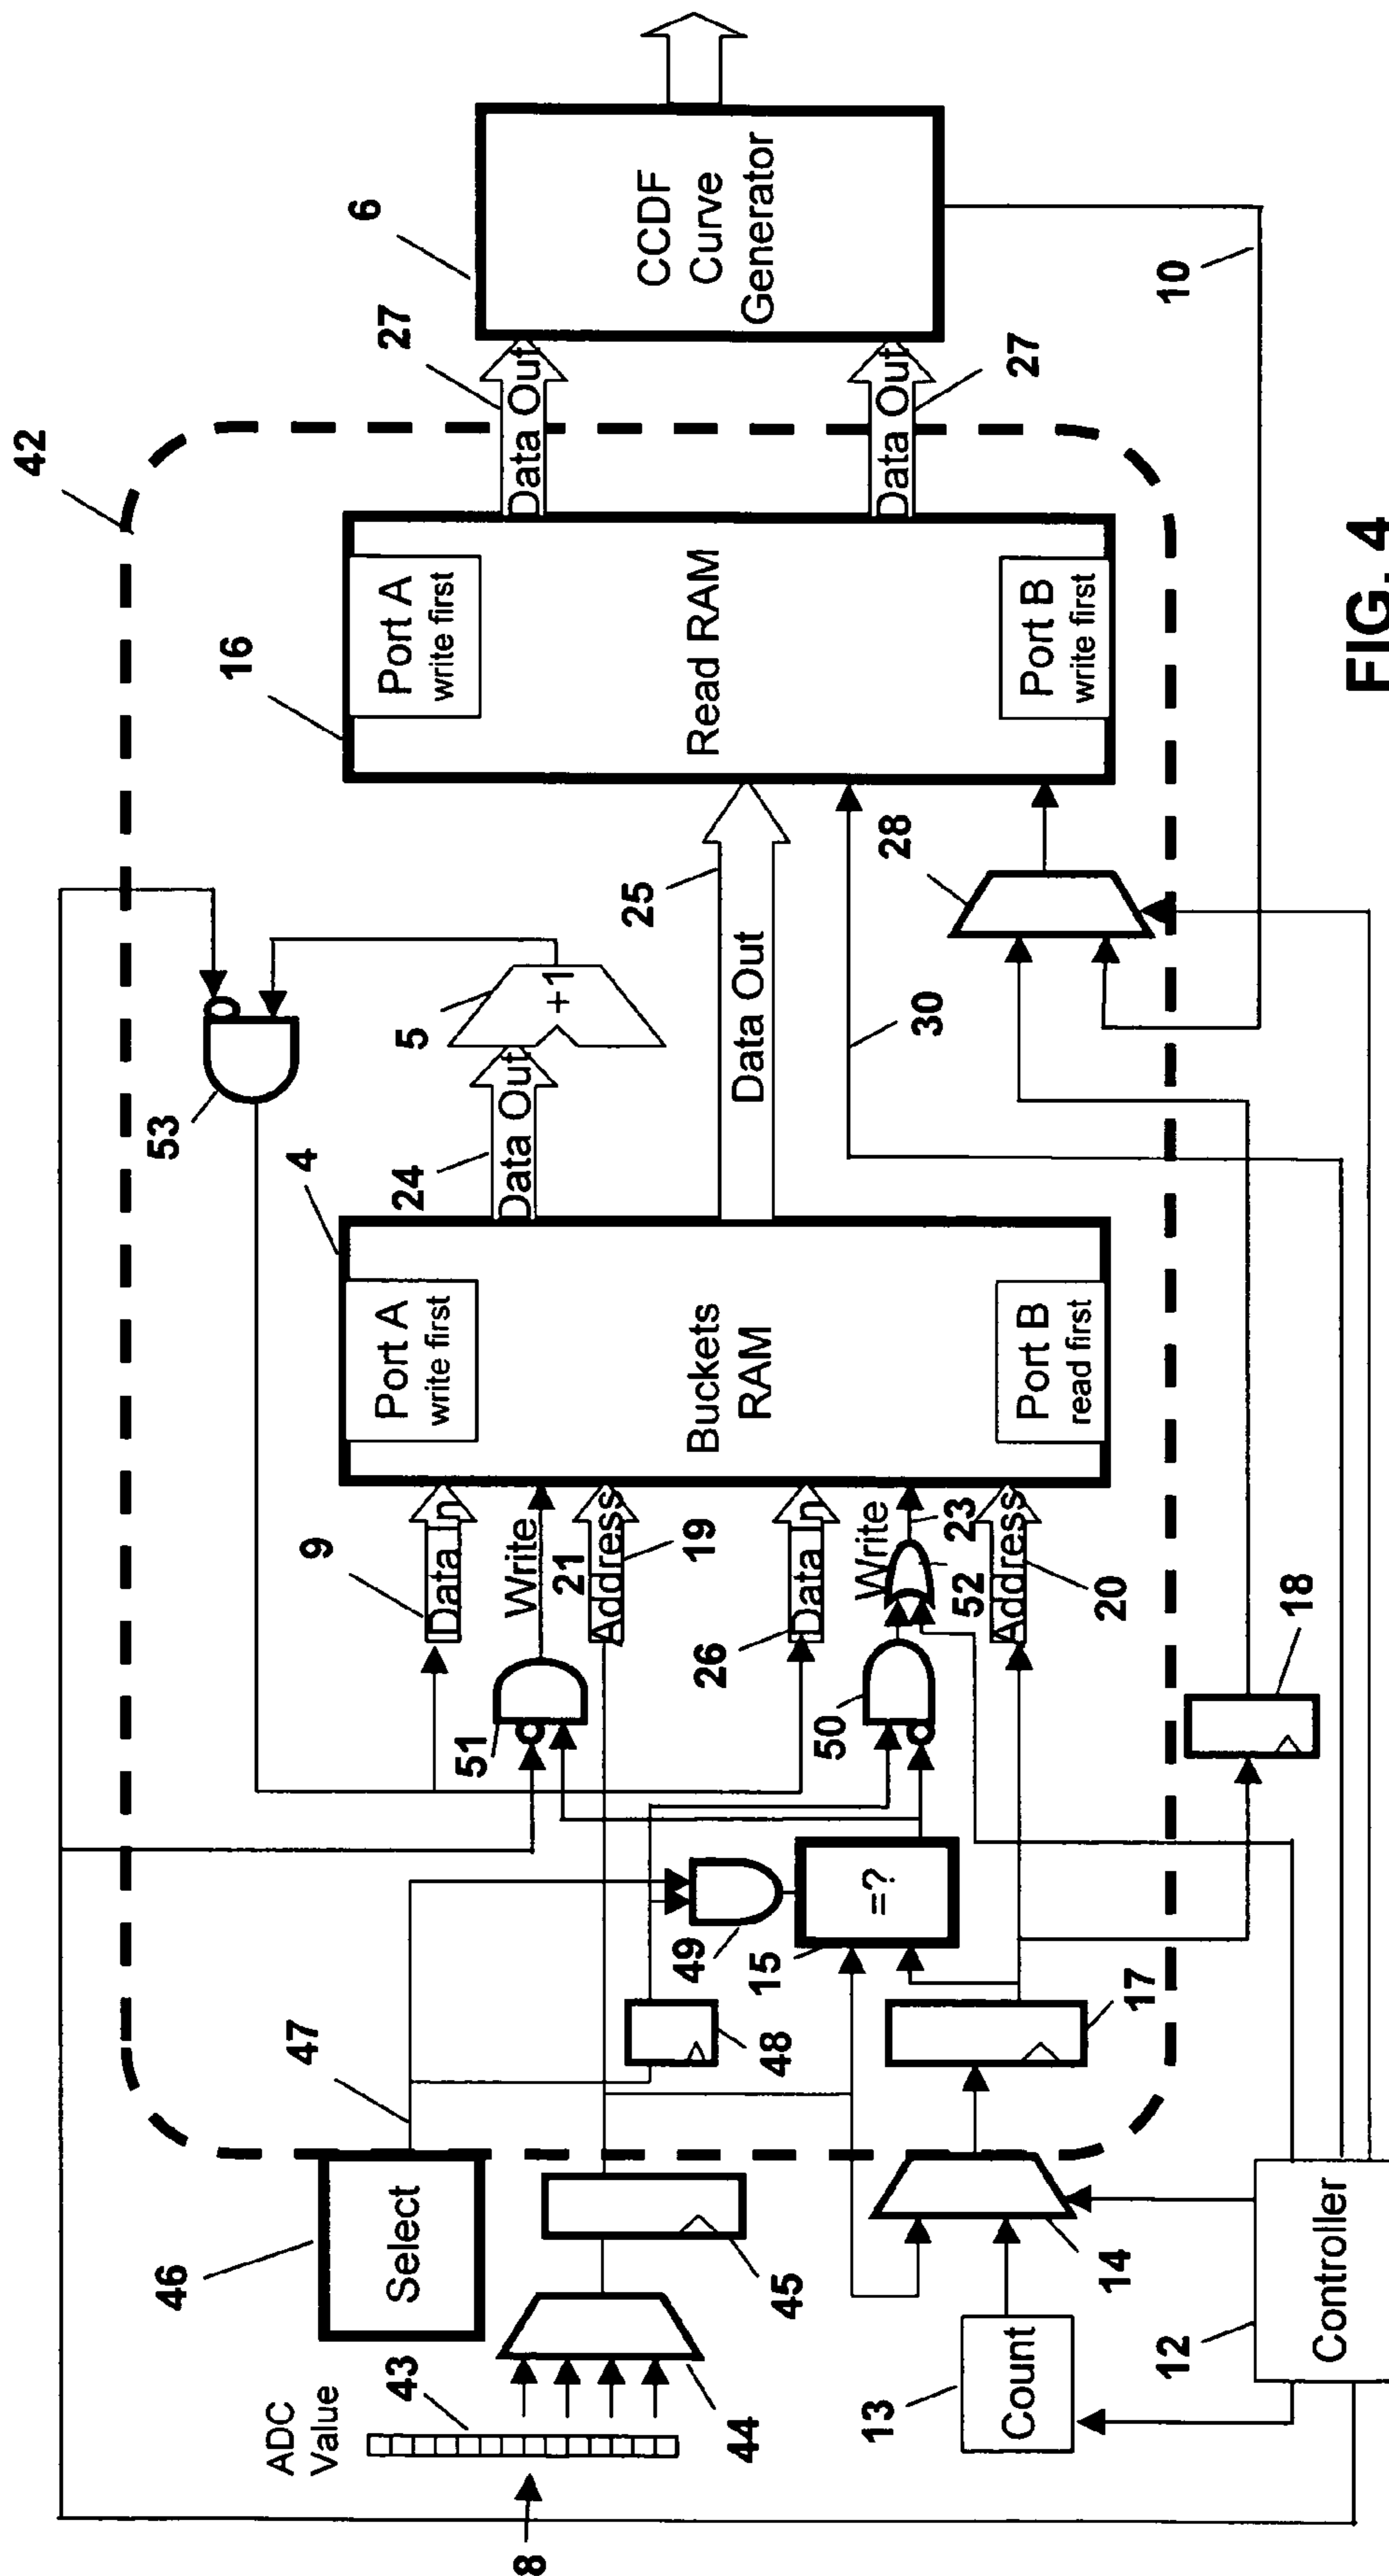 42
47
46
Select
ADC
Value
43
8
44
45
48
49
15
=?
13
Count
14
17
12
Controller
9
Data In
Write
21
Address
19
51
26
Data In
Write
23
50
52
Address
20
18
53
4
Port A
write first
Buckets
RAM
Port B
read first
24
Data Out
5
+1
25
Data Out
30
28
16
Port A
write first
Read RAM
Port B
write first
27
Data Out
Data Out
27
6
CCDF
Curve
Generator
10
FIG. 4